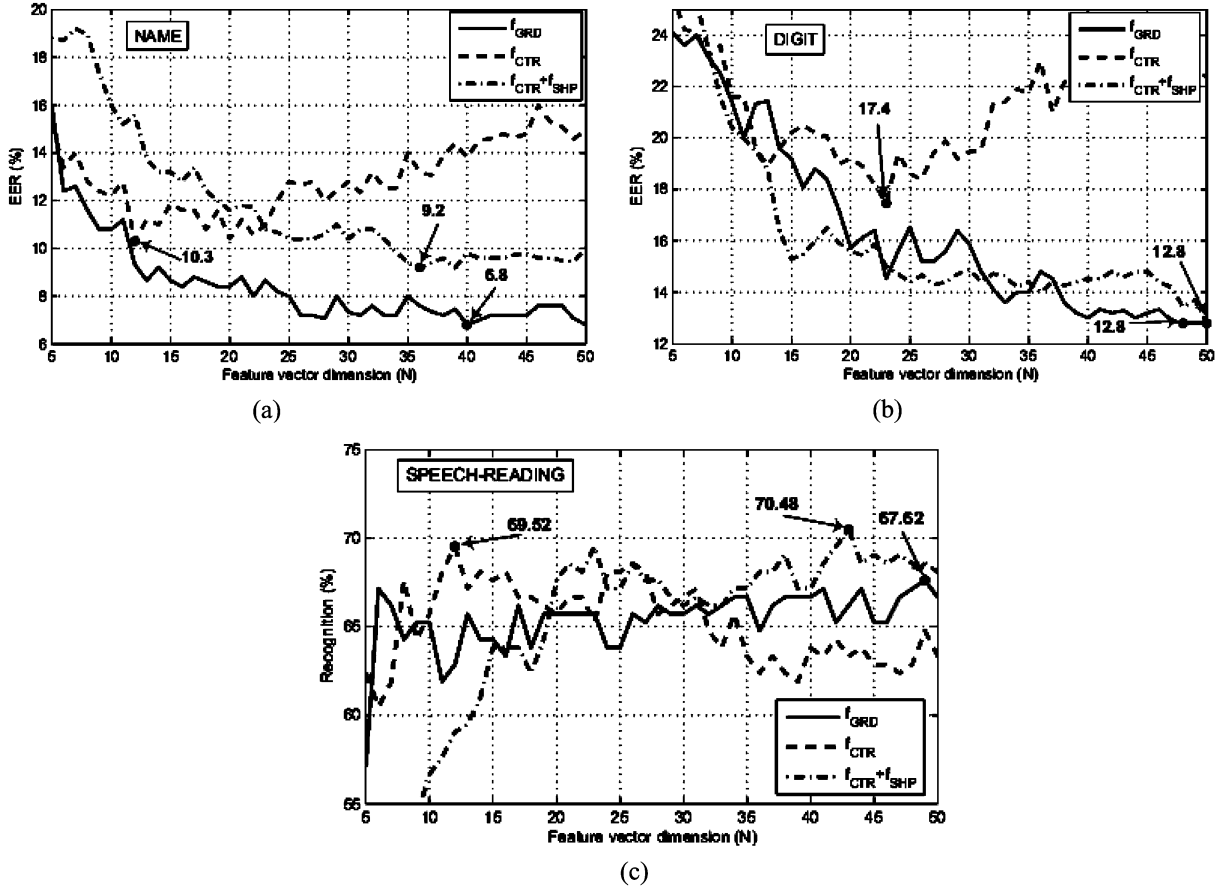 NAME
f_GRD
f_CTR
f_CTR+f_SHP
EER (%)
20
18
16
14
12
10
8
6
10.3
9.2
6.8
5 10 15 20 25 30 35 40 45 50
Feature vector dimension (N)
(a)
DIGIT
f_GRD
f_CTR
f_CTR+f_SHP
EER (%)
24
22
20
18
16
14
12
17.4
12.8
12.8
5 10 15 20 25 30 35 40 45 50
Feature vector dimension (N)
(b)
SPEECH-READING
Recognition (%)
75
70
65
60
55
69.52
70.48
67.62
f_GRD
f_CTR
f_CTR+f_SHP
5 10 15 20 25 30 35 40 45 50
Feature vector dimension (N)
(c)